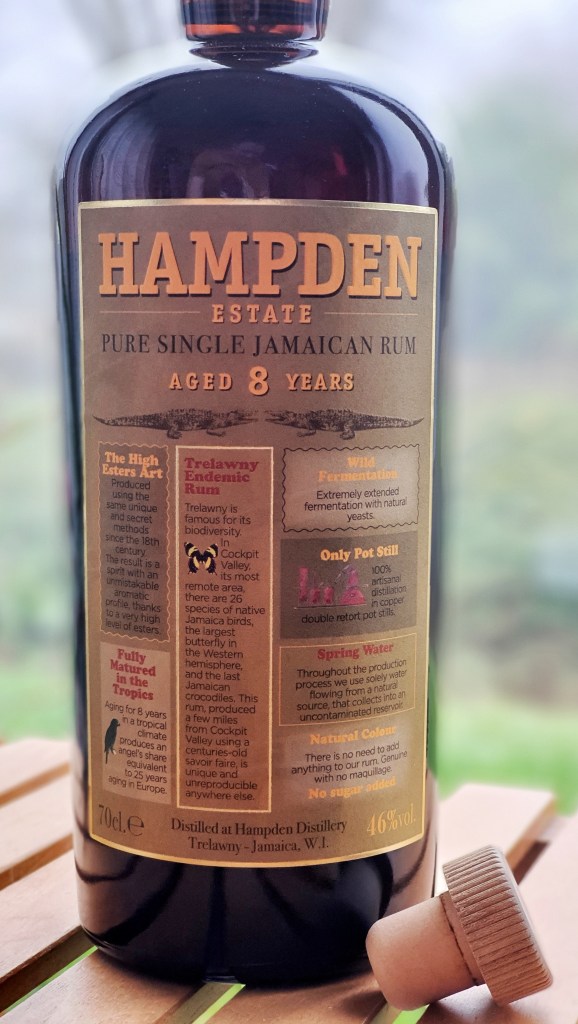 HAMPDEN
ESTATE
PURE SINGLE JAMAICAN RUM
AGED 8 YEARS
The High
Esters Art
Produced
using the
same unique
and secret
methods
since the 18th
century.
The result is a
spirit with an
unmistakable
aromatic
profile, thanks
to a very high
level of esters.
Fully
Matured
in the
Tropics
Aging for 8 years
in a tropical
climate
produces an
angel's share
equivalent
to 25 years
aging in Europe.
Trelawny
Endemic
Rum
Trelawny is
famous for its
biodiversity.
In
Cockpit
Valley,
its most
remote area,
there are 26
species of native
Jamaica birds,
the largest
butterfly in
the Western
hemisphere,
and the last
Jamaican
crocodiles. This
rum, produced
a few miles
from Cockpit
Valley using a
centuries-old
savoir faire, is
unique and
unreproducible
anywhere else.
Wild
Fermentation
Extremely extended
fermentation with natural
yeasts.
Only Pot Still
100%
artisanal
distillation
in copper
double retort pot stills.
Spring Water
Throughout the production
process we use solely water
flowing from a natural
source, that collects into an
uncontaminated reservoir.
Natural Colour
There is no need to add
anything to our rum. Genuine
with no maquillage.
No sugar added
70cl. e
Distilled at Hampden Distillery
Trelawny - Jamaica, W.I.
46%vol.